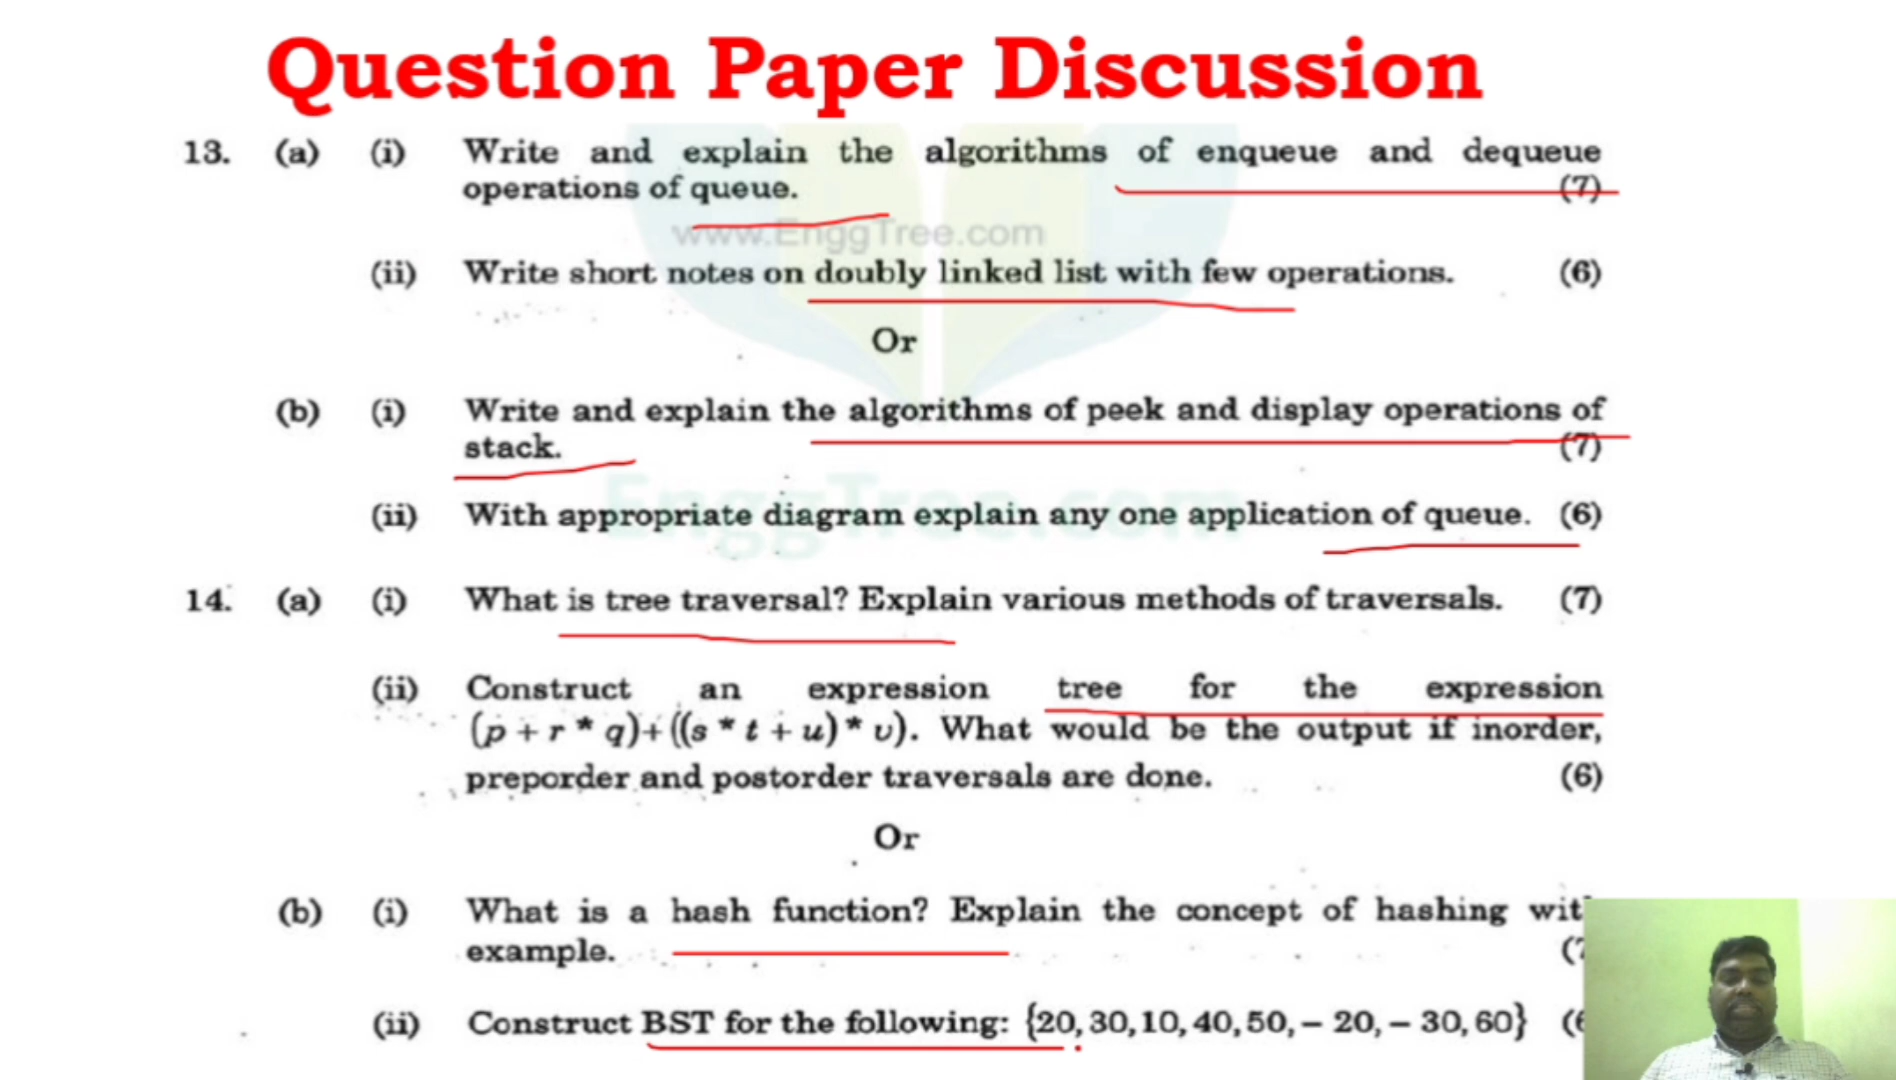 Question Paper Discussion
13. (a) (i) Write and explain the algorithms of enqueue and dequeue
operations of queue. (7)
www.EnggTree.com
(ii) Write short notes on doubly linked list with few operations. (6)
Or
(b) (i) Write and explain the algorithms of peek and display operations of
stack. (7)
EnggTree.com
(ii) With appropriate diagram explain any one application of queue. (6)
14. (a) (i) What is tree traversal? Explain various methods of traversals. (7)
(ii) Construct an expression tree for the expression
(p + r * q)+((s * t + u) * v). What would be the output if inorder,
preporder and postorder traversals are done. (6)
Or
(b) (i) What is a hash function? Explain the concept of hashing
example.
(ii) Construct BST for the following: {20, 30, 10, 40, 50, – 20, – 30, 60}